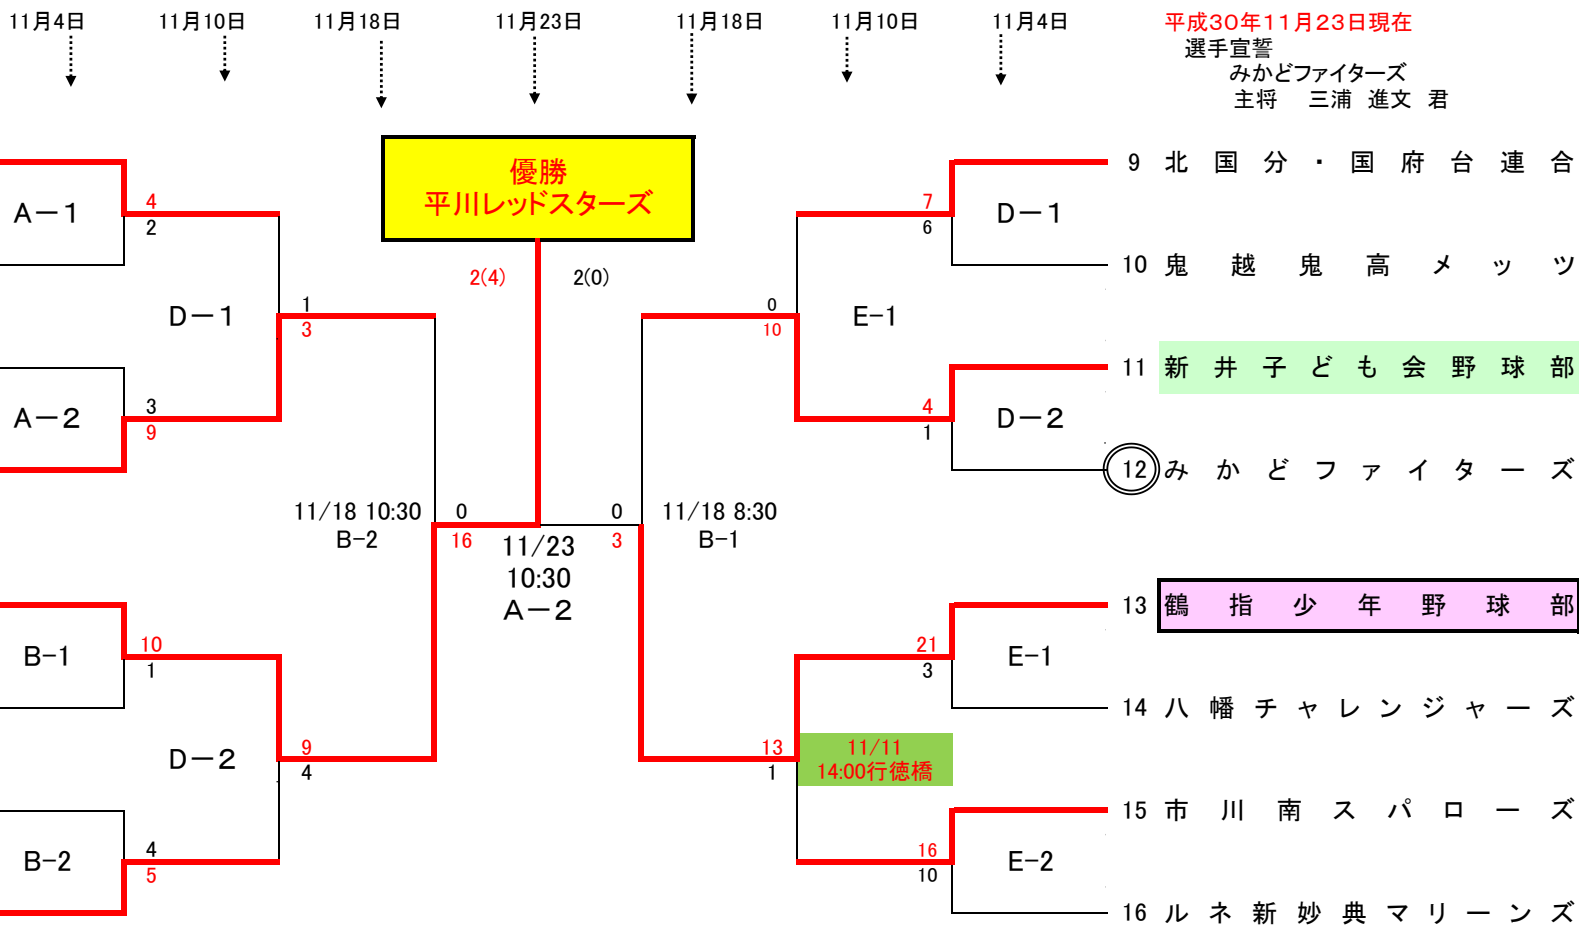 11月4日 11月10日 11月18日 11月23日 11月18日 11月10日 11月4日
平成30年11月23日現在
選手宣誓
みかどファイターズ
主将 三浦 進文 君
優勝
平川レッドスターズ
2(4) 2(0)
A－1
4
2
D－1
1
3
A－2
3
9
11/18 10:30
B-2
0
16
11/23
10:30
A－2
0
3
11/18 8:30
B-1
B-1
10
1
D－2
9
4
B-2
4
5
7
6
D－1
0
10
E-1
4
1
D－2
21
3
E-1
13
1
11/11
14:00行徳橋
16
10
E-2
9 北国分・国府台連合
10 鬼越鬼高メッツ
11 新井子ども会野球部
12 みかどファイターズ
13 鶴指少年野球部
14 八幡チャレンジャーズ
15 市川南スパローズ
16 ルネ新妙典マリーンズ